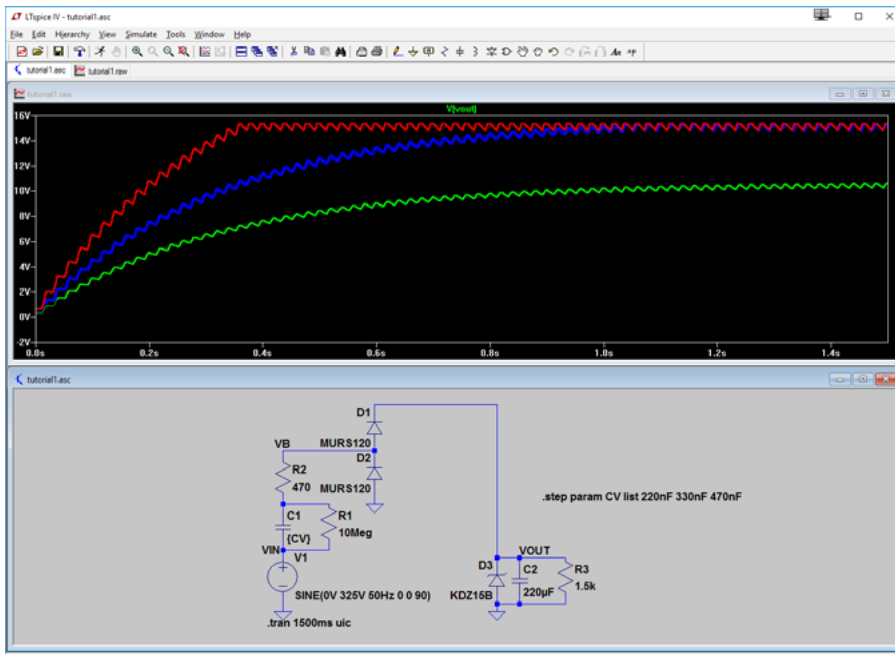 LTspice IV - tutorial1.asc
File Edit Hierarchy View Simulate Tools Window Help
tutorial1.asc tutorial1.raw
tutorial1.raw
V(vout)
16V
14V
12V
10V
8V
6V
4V
2V
0V
-2V
0.0s 0.2s 0.4s 0.6s 0.8s 1.0s 1.2s 1.4s
tutorial1.asc
D1
VB MURS120
D2
R2
470 MURS120
C1 R1
{CV} 10Meg
VIN V1
SINE(0V 325V 50Hz 0 0 90)
.tran 1500ms uic
.step param CV list 220nF 330nF 470nF
VOUT
D3 C2 R3
KDZ15B 220µF 1.5k